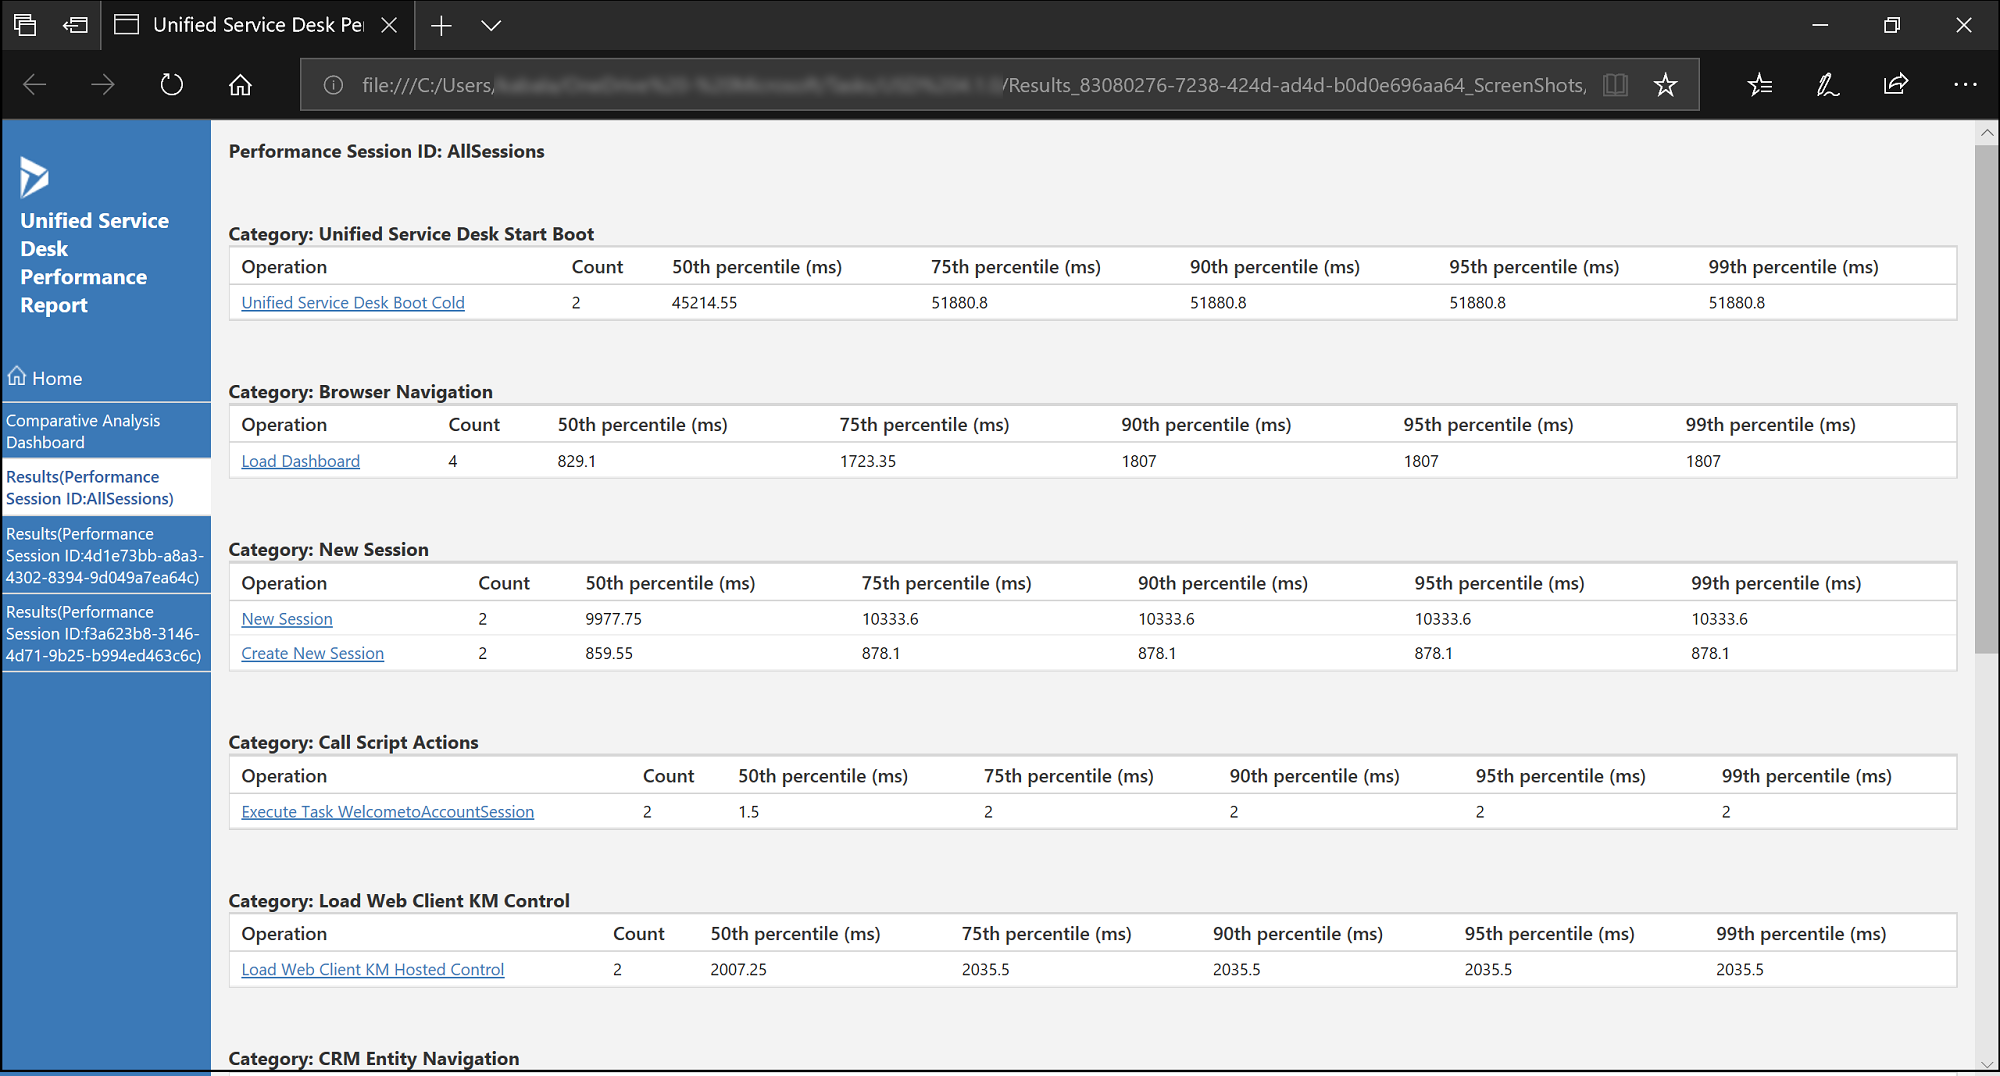 Unified Service Desk Pe
file:///C:/Users/ /Results_83080276-7238-424d-ad4d-b0d0e696aa64_ScreenShots,
Unified Service
Desk
Performance
Report
Home
Comparative Analysis
Dashboard
Results(Performance
Session ID:AllSessions)
Results(Performance
Session ID:4d1e73bb-a8a3-
4302-8394-9d049a7ea64c)
Results(Performance
Session ID:f3a623b8-3146-
4d71-9b25-b994ed463c6c)
Performance Session ID: AllSessions
Category: Unified Service Desk Start Boot
Operation Count 50th percentile (ms) 75th percentile (ms) 90th percentile (ms) 95th percentile (ms) 99th percentile (ms)
Unified Service Desk Boot Cold 2 45214.55 51880.8 51880.8 51880.8 51880.8
Category: Browser Navigation
Operation Count 50th percentile (ms) 75th percentile (ms) 90th percentile (ms) 95th percentile (ms) 99th percentile (ms)
Load Dashboard 4 829.1 1723.35 1807 1807 1807
Category: New Session
Operation Count 50th percentile (ms) 75th percentile (ms) 90th percentile (ms) 95th percentile (ms) 99th percentile (ms)
New Session 2 9977.75 10333.6 10333.6 10333.6 10333.6
Create New Session 2 859.55 878.1 878.1 878.1 878.1
Category: Call Script Actions
Operation Count 50th percentile (ms) 75th percentile (ms) 90th percentile (ms) 95th percentile (ms) 99th percentile (ms)
Execute Task WelcometoAccountSession 2 1.5 2 2 2 2
Category: Load Web Client KM Control
Operation Count 50th percentile (ms) 75th percentile (ms) 90th percentile (ms) 95th percentile (ms) 99th percentile (ms)
Load Web Client KM Hosted Control 2 2007.25 2035.5 2035.5 2035.5 2035.5
Category: CRM Entity Navigation